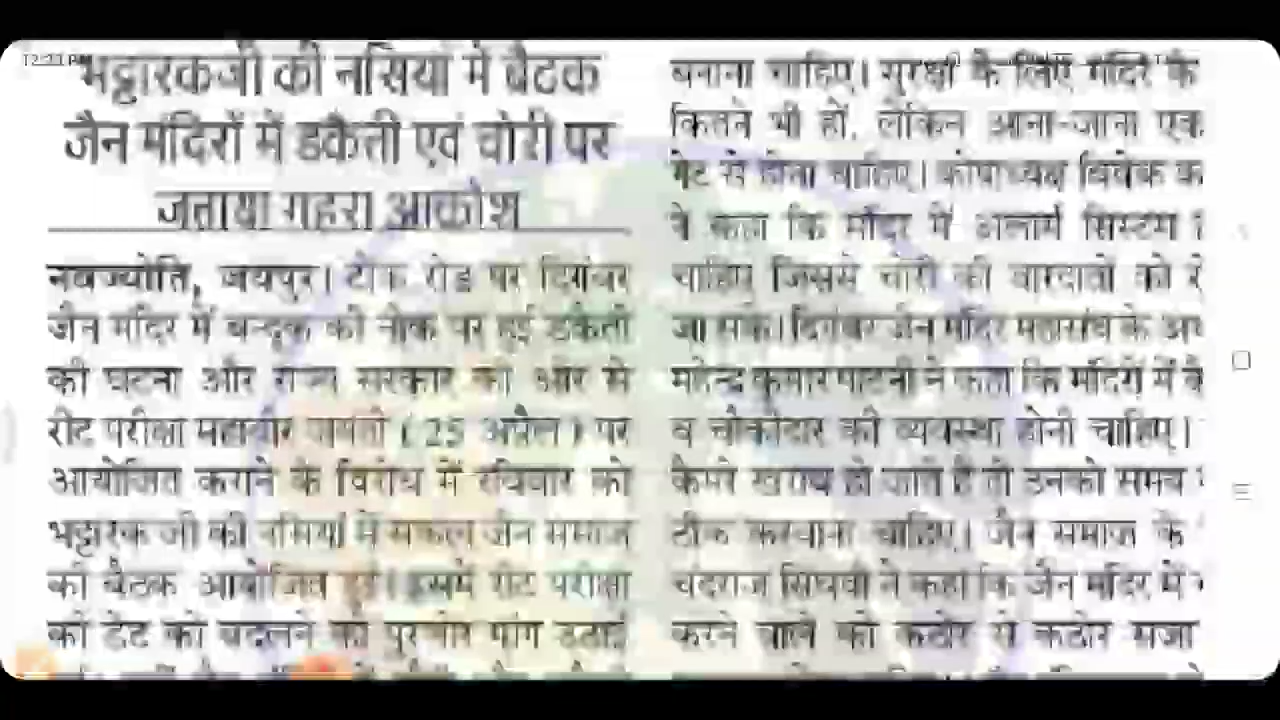 भट्टारकजी की नसियां में बैठक
जैन मंदिरों में डकैती एवं चोरी पर
जताया गहरा आक्रोश
नवज्योति, जयपुर। टोंक रोड पर दिगंबर
जैन मंदिर में बन्दूक की नोक पर हुई डकैती
की घटना और राज्य सरकार की ओर से
रीट परीक्षा महावीर जयंती (25 अप्रैल) पर
आयोजित कराने के विरोध में रविवार को
भट्टारक जी की नसियां में सकल जैन समाज
की बैठक आयोजित हुई। इसमें रीट परीक्षा
की डेट को बदलने की पुरजोर मांग उठाई
बनाना चाहिए। सुरक्षा के लिए मंदिर के
कितने भी हों, लेकिन आना-जाना एक
गेट से होना चाहिए। कोषाध्यक्ष विवेक
ने कहा कि मंदिर में अलार्म सिस्टम
चाहिए जिससे चोरी की वारदातों को
जा सके। दिगंबर जैन मंदिर महासंघ के
महेन्द्र कुमार पाटनी ने कहा कि मंदिरों में
व चौकीदार की व्यवस्था होनी चाहिए।
कैमरे खराब हो जाते हैं तो उनको समय
ठीक करवाना चाहिए। जैन समाज के
चंदराज सिंघवी ने कहा कि जैन मंदिर में
करने वाले को कठोर से कठोर सजा